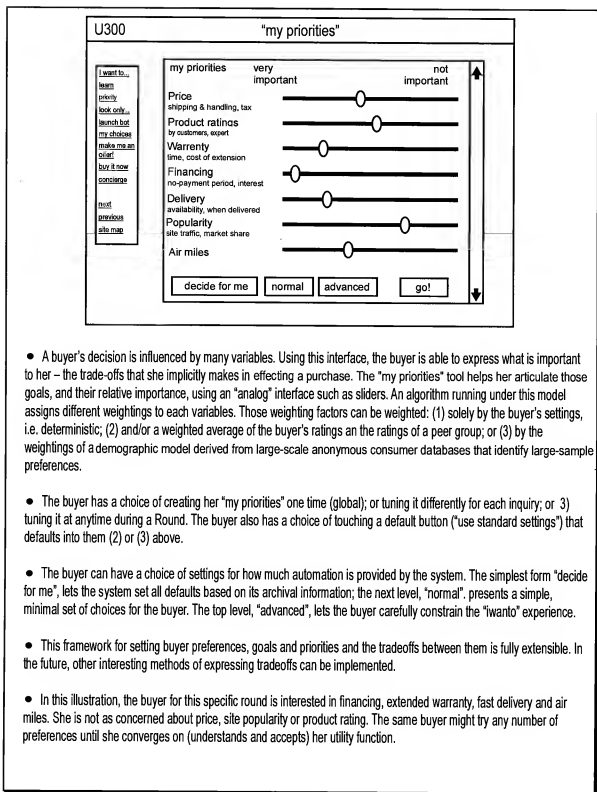 U300 "my priorities"
I want to...
learn
priority
look only...
launch bot
my choices
make me an
offer!
buy it now
concierge
next
previous
site map
my priorities very important not important
Price
shipping & handling, tax
Product ratings
by customers, expert
Warrenty
time, cost of extension
Financing
no-payment period, interest
Delivery
availability, when delivered
Popularity
site traffic, market share
Air miles
decide for me normal advanced go!
● A buyer's decision is influenced by many variables. Using this interface, the buyer is able to express what is important
to her – the trade-offs that she implicitly makes in effecting a purchase. The "my priorities" tool helps her articulate those
goals, and their relative importance, using an "analog" interface such as sliders. An algorithm running under this model
assigns different weightings to each variables. Those weighting factors can be weighted: (1) solely by the buyer's settings,
i.e. deterministic; (2) and/or a weighted average of the buyer's ratings an the ratings of a peer group; or (3) by the
weightings of a demographic model derived from large-scale anonymous consumer databases that identify large-sample
preferences.
● The buyer has a choice of creating her "my priorities" one time (global); or tuning it differently for each inquiry; or 3)
tuning it at anytime during a Round. The buyer also has a choice of touching a default button ("use standard settings") that
defaults into them (2) or (3) above.
● The buyer can have a choice of settings for how much automation is provided by the system. The simplest form "decide
for me", lets the system set all defaults based on its archival information; the next level, "normal". presents a simple,
minimal set of choices for the buyer. The top level, "advanced", lets the buyer carefully constrain the "iwanto" experience.
● This framework for setting buyer preferences, goals and priorities and the tradeoffs between them is fully extensible. In
the future, other interesting methods of expressing tradeoffs can be implemented.
● In this illustration, the buyer for this specific round is interested in financing, extended warranty, fast delivery and air
miles. She is not as concerned about price, site popularity or product rating. The same buyer might try any number of
preferences until she converges on (understands and accepts) her utility function.